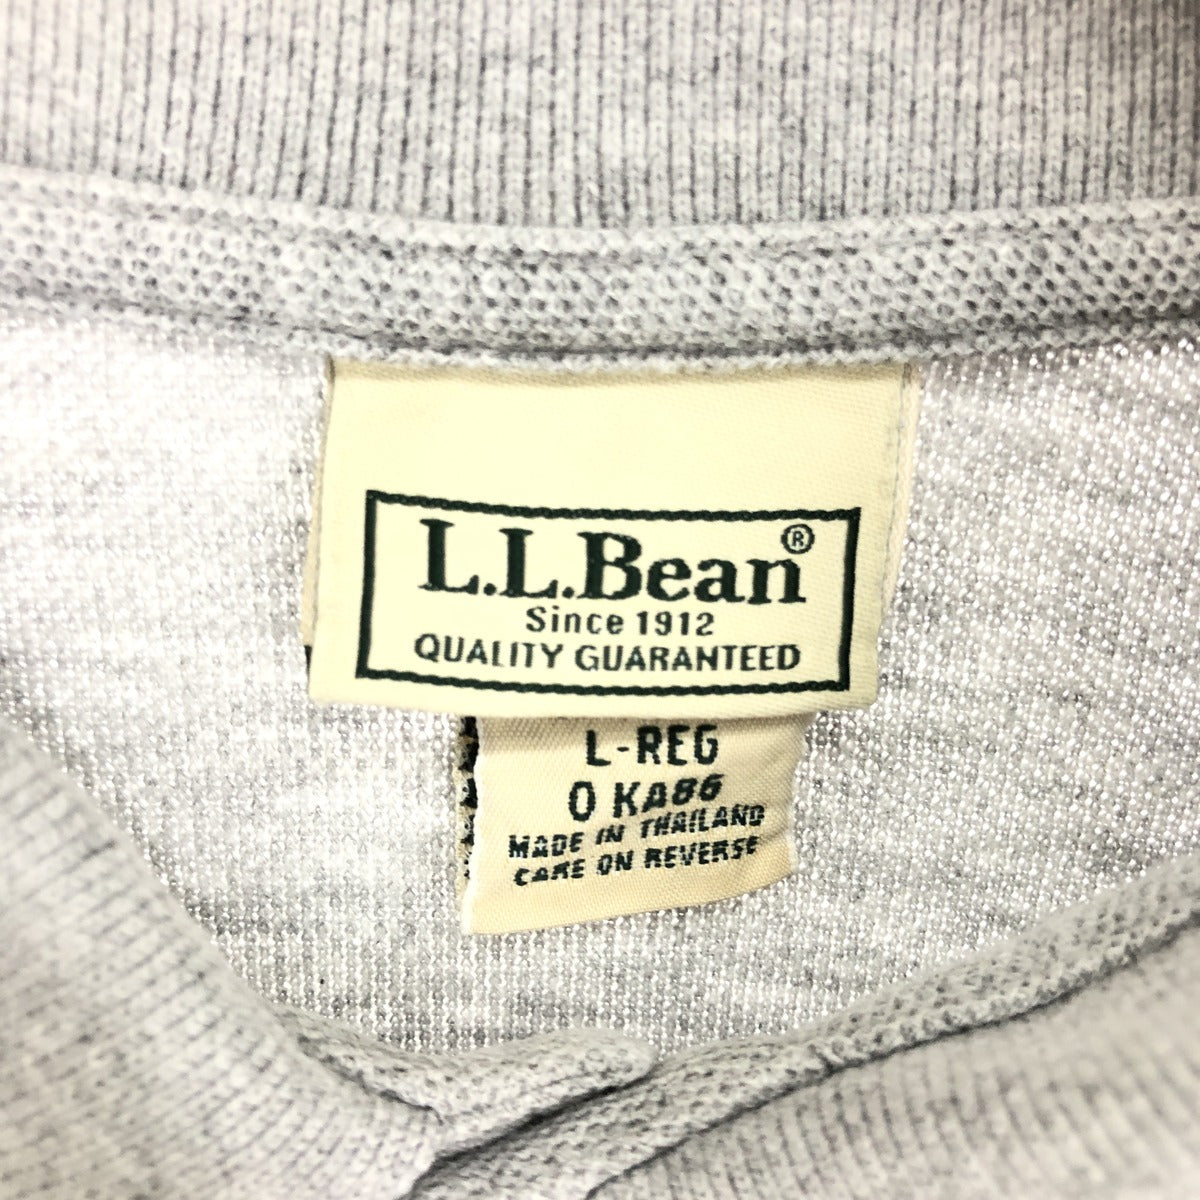 L.L.Bean®
Since 1912
QUALITY GUARANTEED
L-REG
0 KA86
MADE IN THAILAND
CARE ON REVERSE